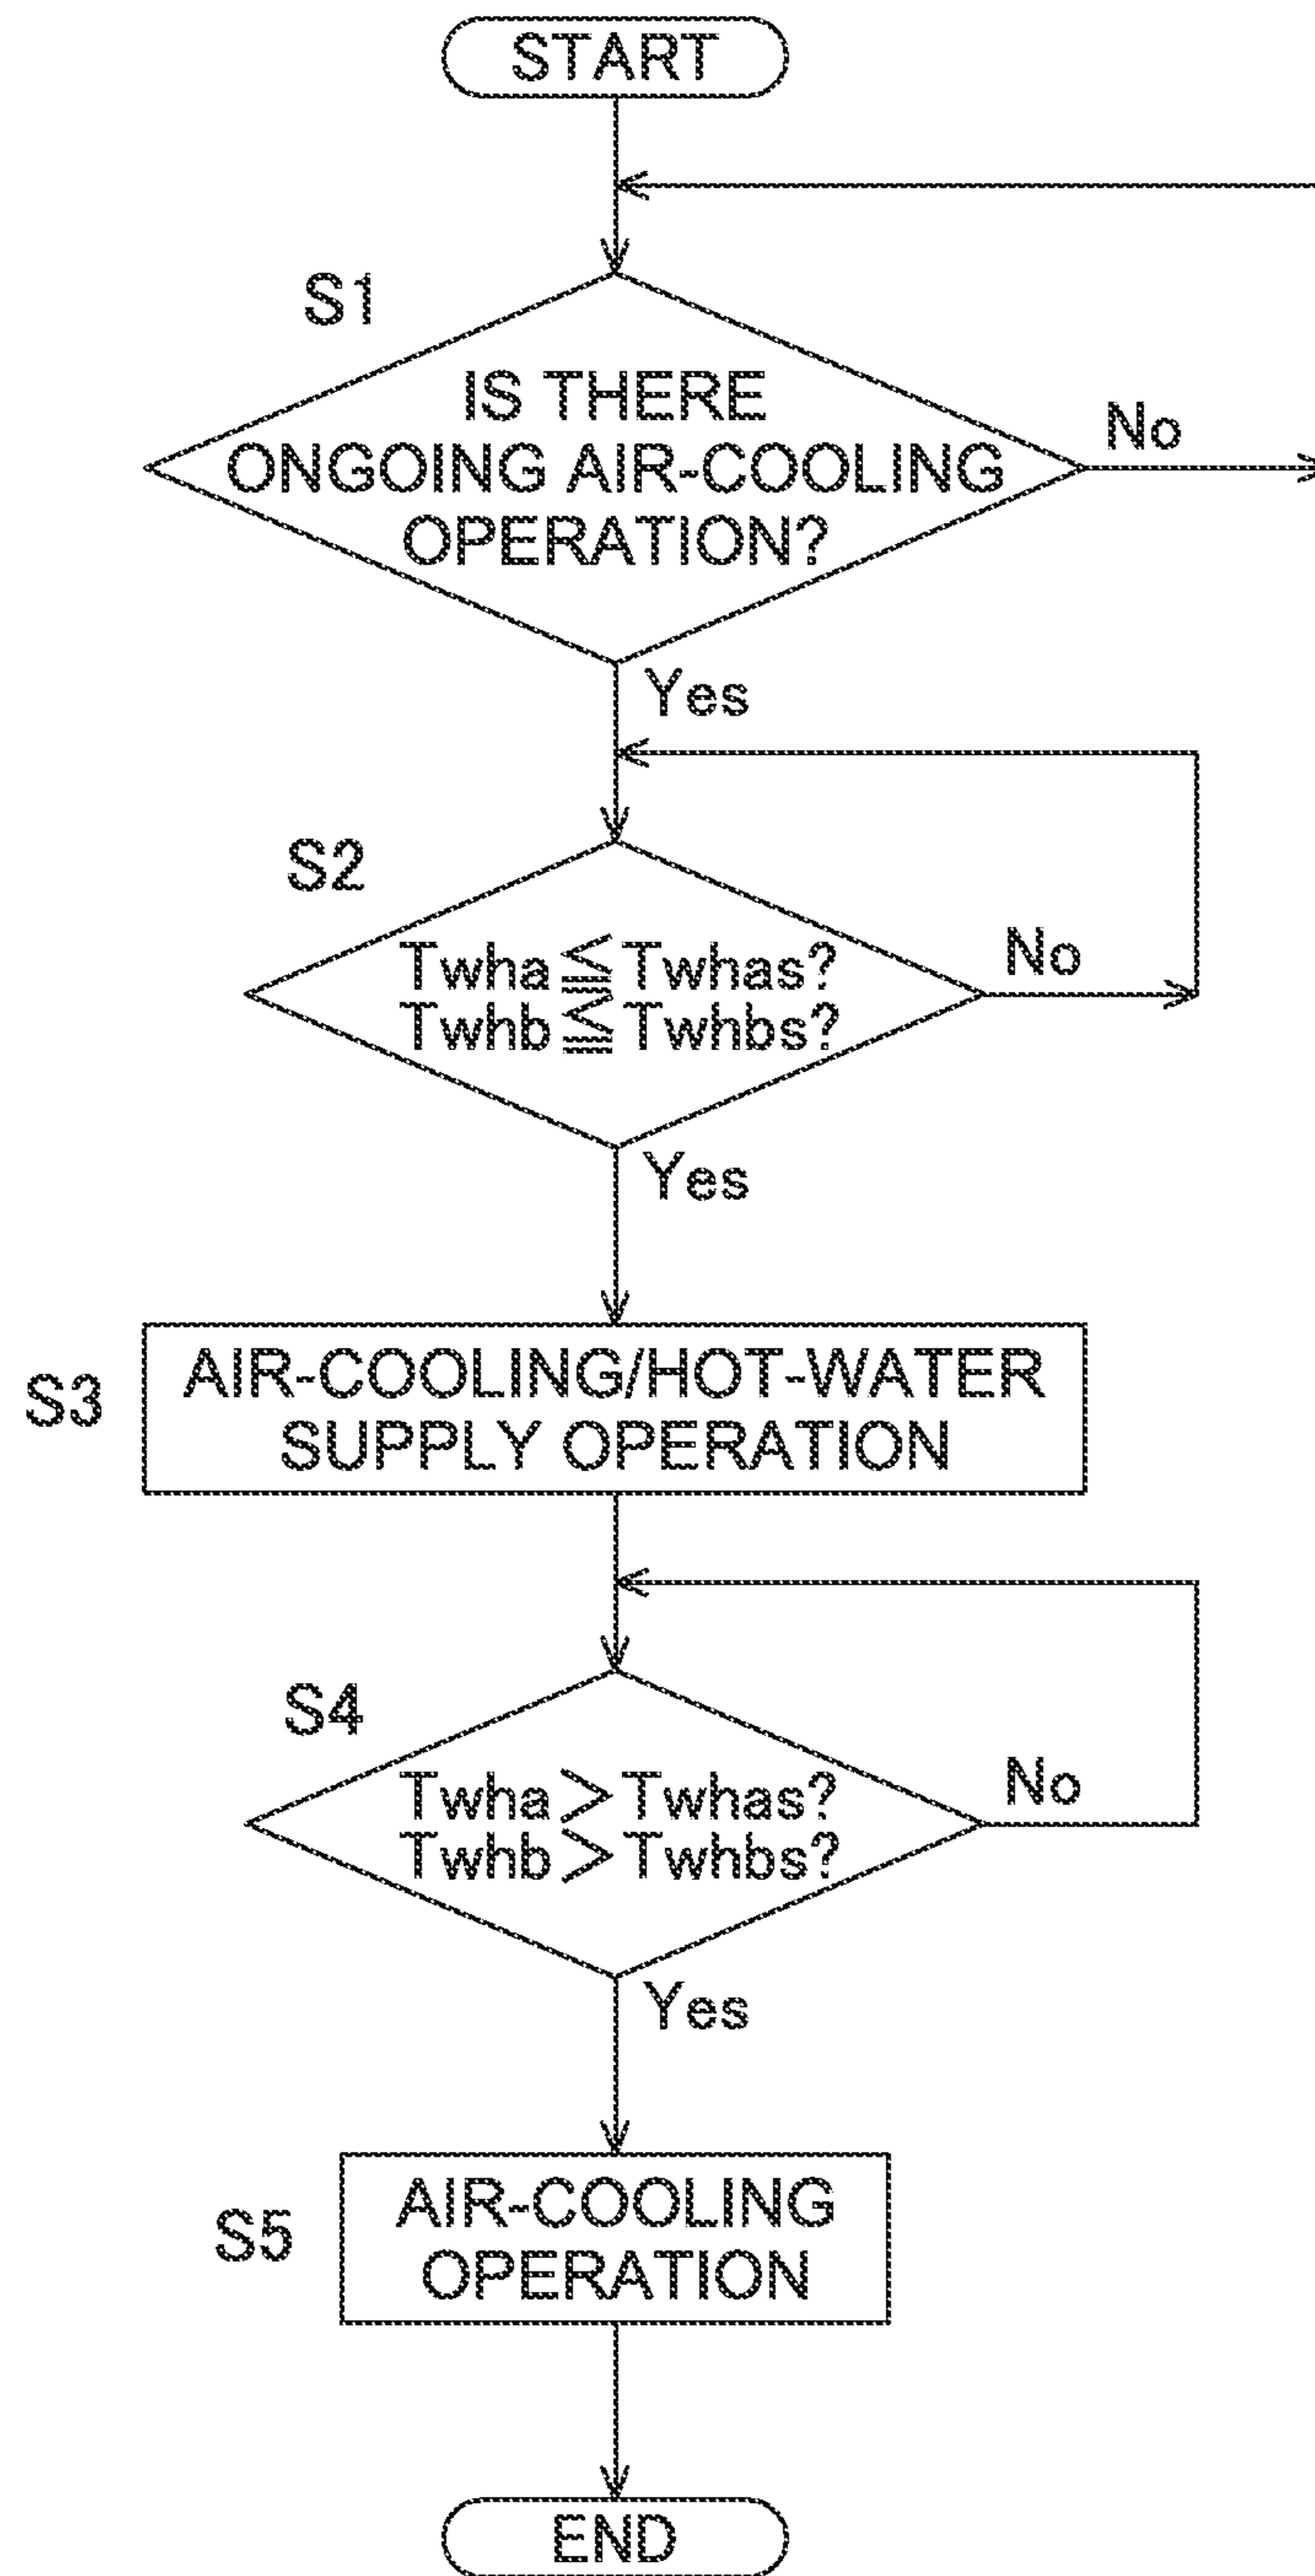 START
S1
IS THERE
ONGOING AIR-COOLING
OPERATION?
No
Yes
S2
Twha≦Twhas?
Twhb≦Twhbs?
No
Yes
S3
AIR-COOLING/HOT-WATER
SUPPLY OPERATION
S4
Twha＞Twhas?
Twhb＞Twhbs?
No
Yes
S5
AIR-COOLING
OPERATION
END